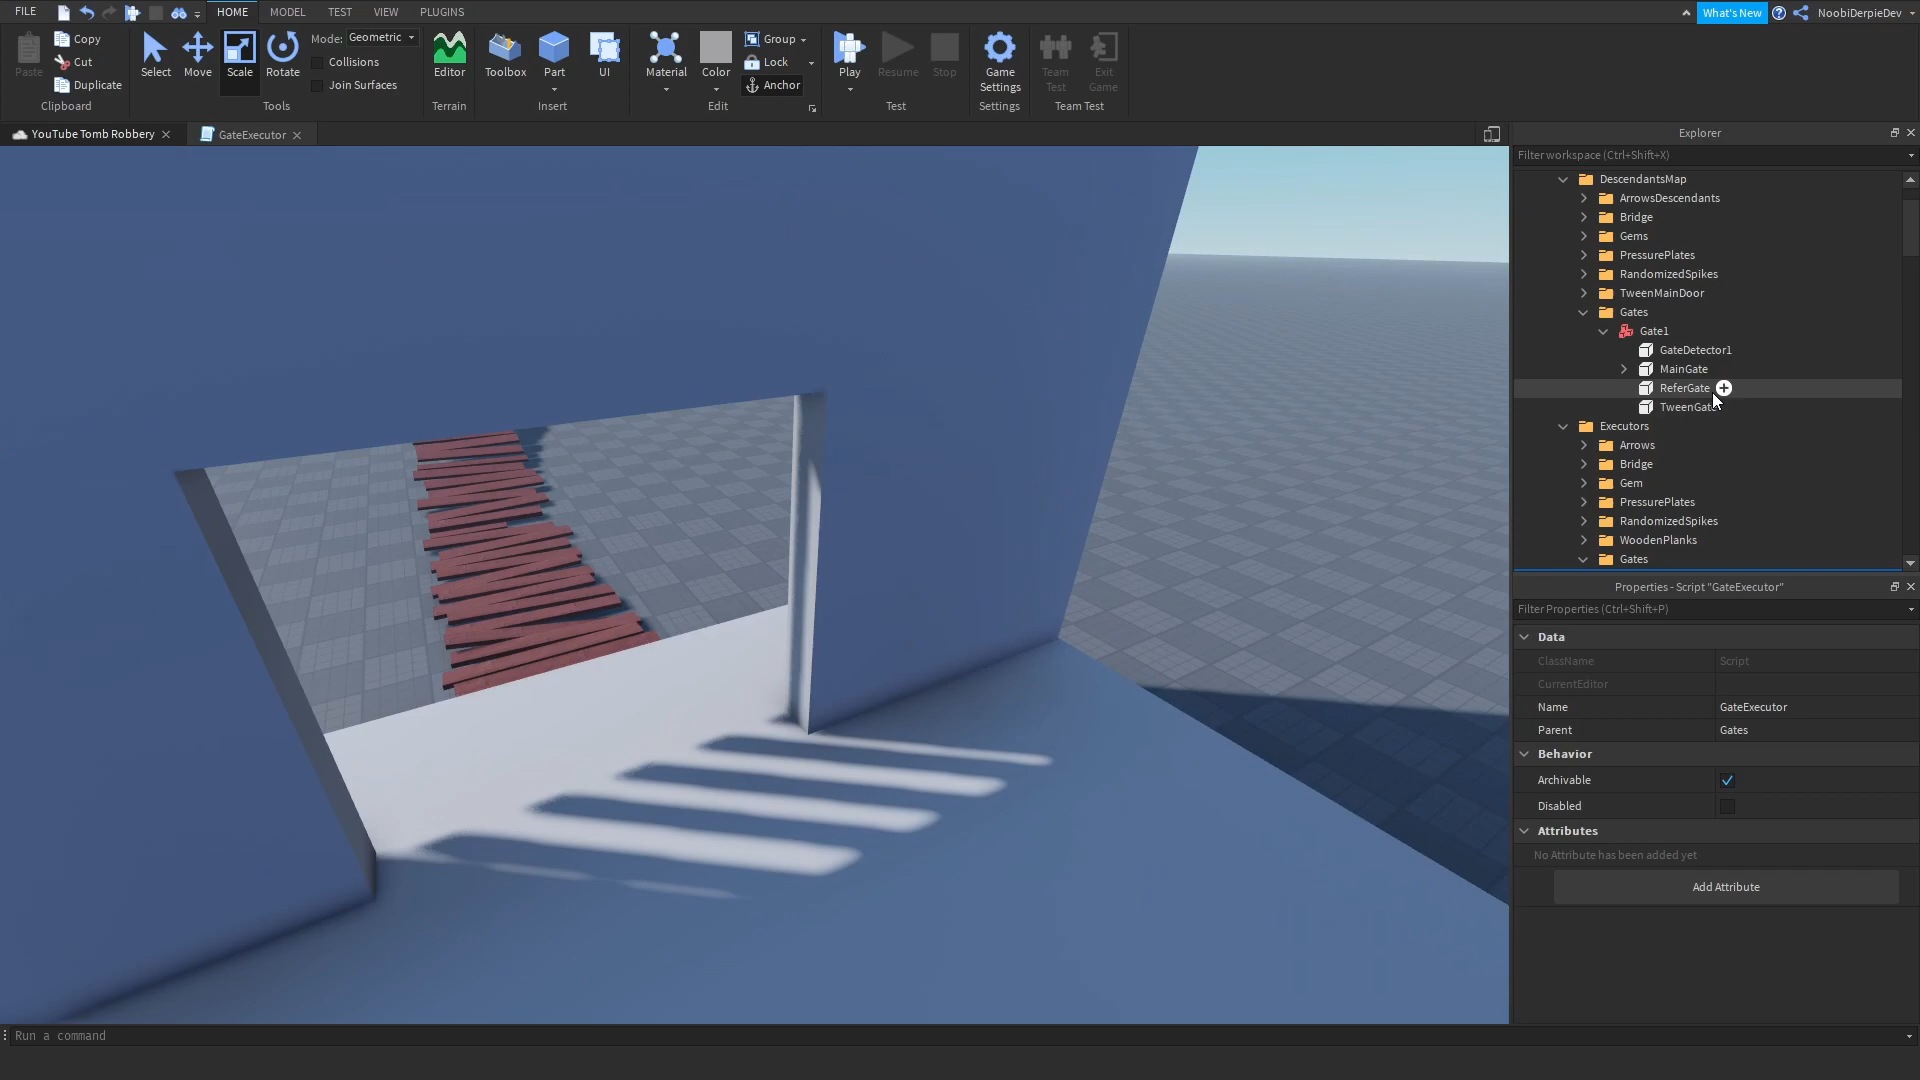 FILE
HOME
MODEL
TEST
VIEW
PLUGINS
What's New
NoobiDerpieDev
Paste
Copy
Cut
Duplicate
Clipboard
Select
Move
Scale
Rotate
Mode: Geometric
Collisions
Join Surfaces
Tools
Editor
Terrain
Toolbox
Part
UI
Insert
Material
Color
Group
Lock
Anchor
Edit
Play
Resume
Stop
Test
Game
Settings
Settings
Team
Test
Exit
Game
Team Test
YouTube Tomb Robbery
GateExecutor
Explorer
Filter workspace (Ctrl+Shift+X)
DescendantsMap
ArrowsDescendants
Bridge
Gems
PressurePlates
RandomizedSpikes
TweenMainDoor
Gates
Gate1
GateDetector1
MainGate
ReferGate
TweenGate
Executors
Arrows
Bridge
Gem
PressurePlates
RandomizedSpikes
WoodenPlanks
Gates
Properties - Script "GateExecutor"
Filter Properties (Ctrl+Shift+P)
Data
ClassName Script
CurrentEditor
Name GateExecutor
Parent Gates
Behavior
Archivable
Disabled
Attributes
No Attribute has been added yet
Add Attribute
Run a command